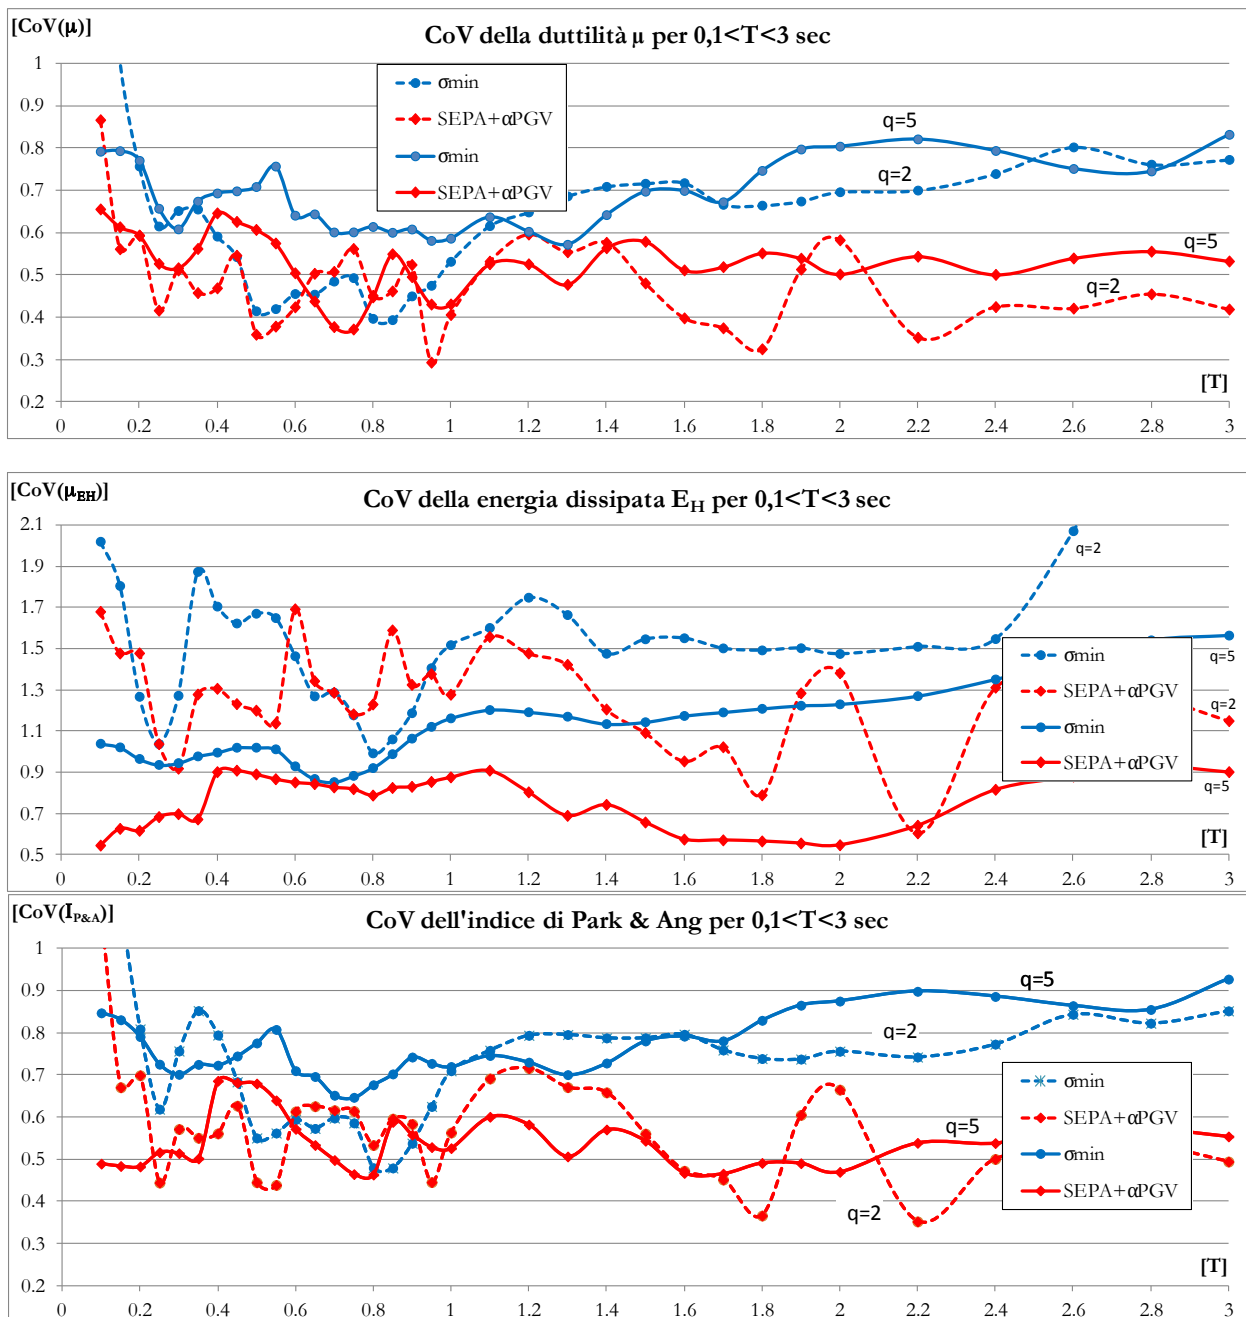 [CoV(μ)]
CoV della duttilità μ per 0,1<T<3 sec
1
0.9
0.8
0.7
0.6
0.5
0.4
0.3
0.2
σmin
SEPA+αPGV
σmin
SEPA+αPGV
q=5
q=2
q=5
q=2
[T]
0 0.2 0.4 0.6 0.8 1 1.2 1.4 1.6 1.8 2 2.2 2.4 2.6 2.8 3
[CoV(μEH)]
CoV della energia dissipata EH per 0,1<T<3 sec
2.1
1.9
1.7
1.5
1.3
1.1
0.9
0.7
0.5
q=2
σmin
SEPA+αPGV
σmin
SEPA+αPGV
q=5
q=2
q=5
[T]
0 0.2 0.4 0.6 0.8 1 1.2 1.4 1.6 1.8 2 2.2 2.4 2.6 2.8 3
[CoV(IP&A)]
CoV dell'indice di Park & Ang per 0,1<T<3 sec
1
0.9
0.8
0.7
0.6
0.5
0.4
0.3
0.2
q=5
q=2
q=5
q=2
σmin
SEPA+αPGV
σmin
SEPA+αPGV
[T]
0 0.2 0.4 0.6 0.8 1 1.2 1.4 1.6 1.8 2 2.2 2.4 2.6 2.8 3